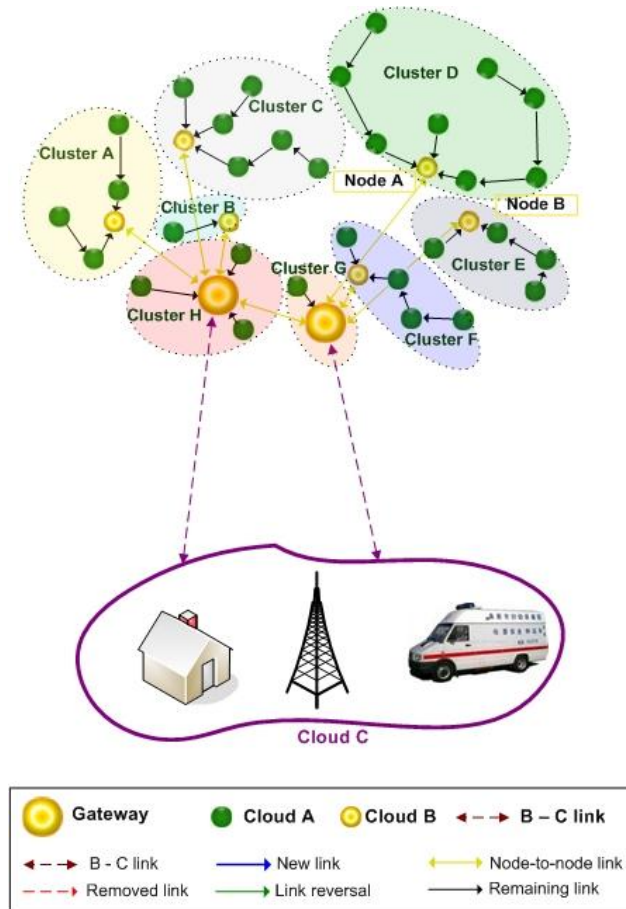 Cluster D
Cluster C
Cluster A
Node A
Node B
Cluster B
Cluster G
Cluster E
Cluster H
Cluster F
Cloud C
Gateway
Cloud A
Cloud B
B – C link
B - C link
New link
Node-to-node link
Removed link
Link reversal
Remaining link